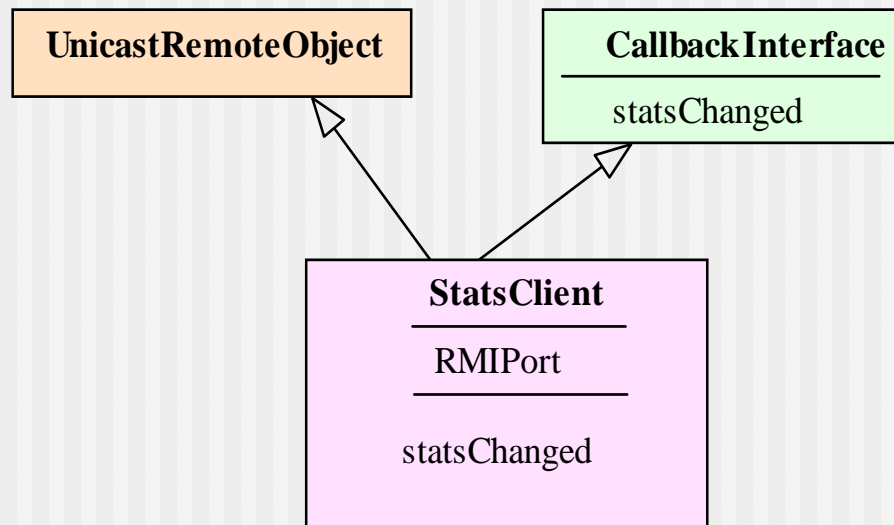 UnicastRemoteObject
CallbackInterface
statsChanged
StatsClient
RMIPort
statsChanged